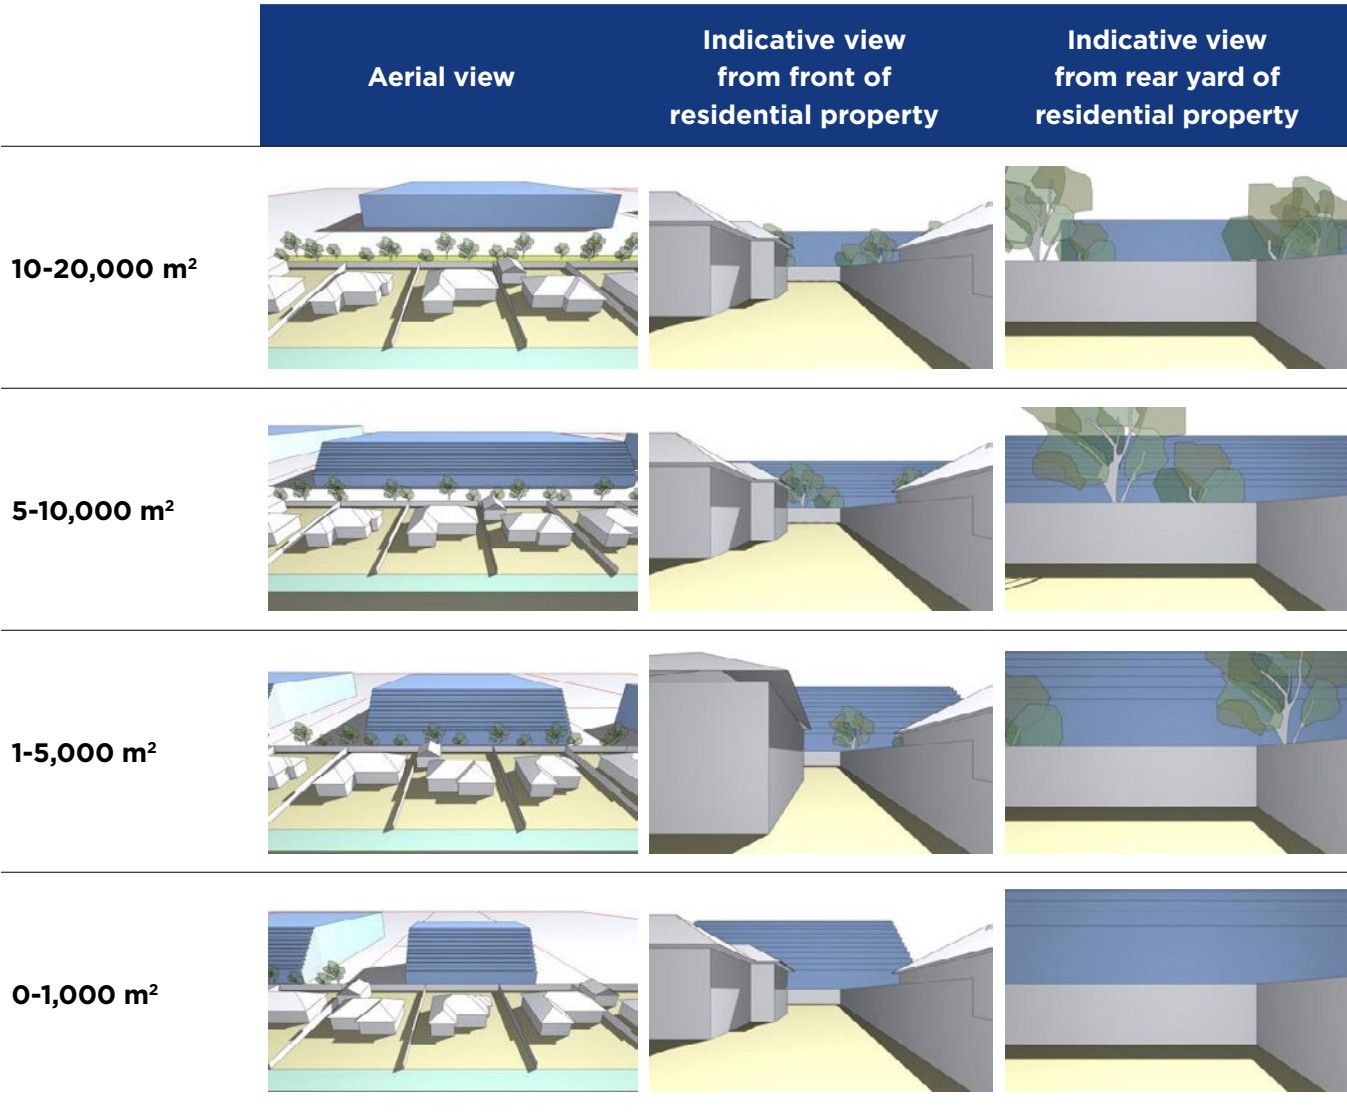 Aerial view
Indicative view
from front of
residential property
Indicative view
from rear yard of
residential property
10-20,000 m²
5-10,000 m²
1-5,000 m²
0-1,000 m²